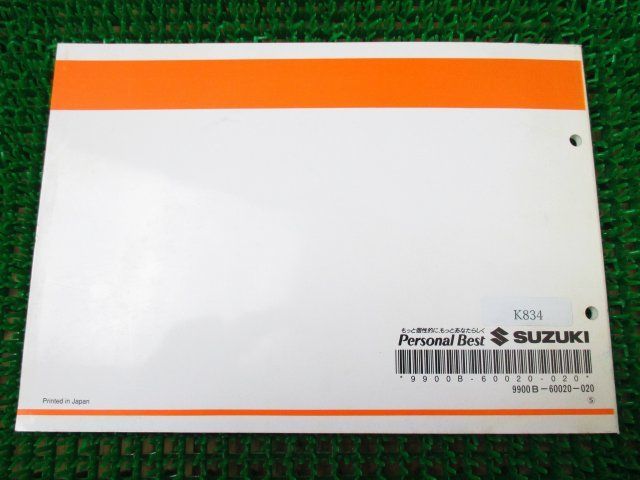 K834
もっと個性的に、もっとあなたらしく
Personal Best SUZUKI
*9900B-60020-020*
9900B-60020-020
Printed in Japan
S